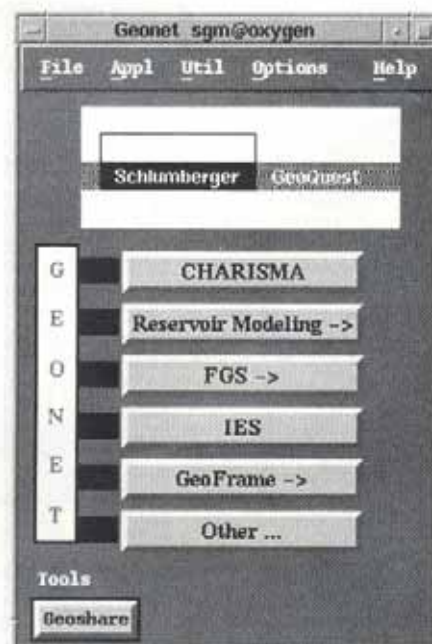 Geonet sgm@oxygen
File Appl Util Options Help
Schlumberger GeoQuest
GEONET
CHARISMA
Reservoir Modeling ->
FGS ->
IES
GeoFrame ->
Other ...
Tools
Geoshare